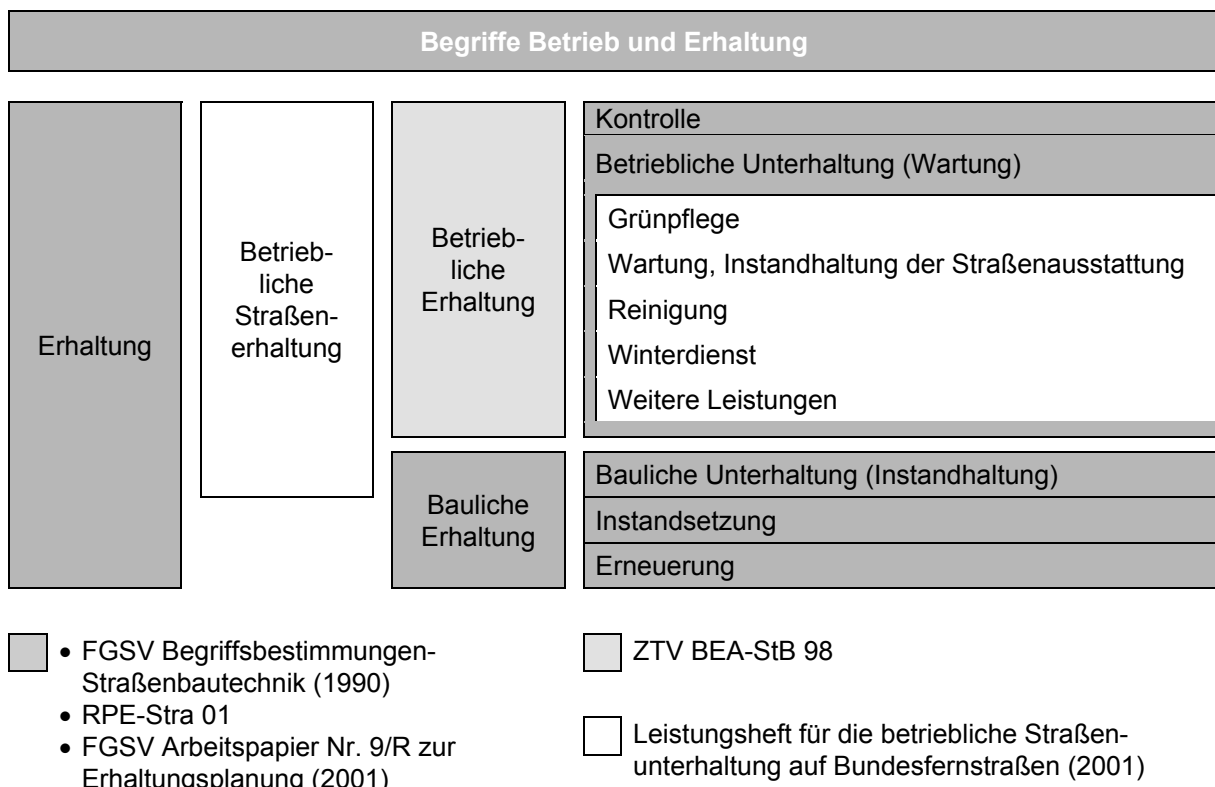 Begriffe Betrieb und Erhaltung
Erhaltung
Betrieb-
liche
Straßen-
erhaltung
Betrieb-
liche
Erhaltung
Bauliche
Erhaltung
Kontrolle
Betriebliche Unterhaltung (Wartung)
Grünpflege
Wartung, Instandhaltung der Straßenausstattung
Reinigung
Winterdienst
Weitere Leistungen
Bauliche Unterhaltung (Instandhaltung)
Instandsetzung
Erneuerung
• FGSV Begriffsbestimmungen-
Straßenbautechnik (1990)
• RPE-Stra 01
• FGSV Arbeitspapier Nr. 9/R zur
Erhaltungsplanung (2001)
ZTV BEA-StB 98
Leistungsheft für die betriebliche Straßen-
unterhaltung auf Bundesfernstraßen (2001)